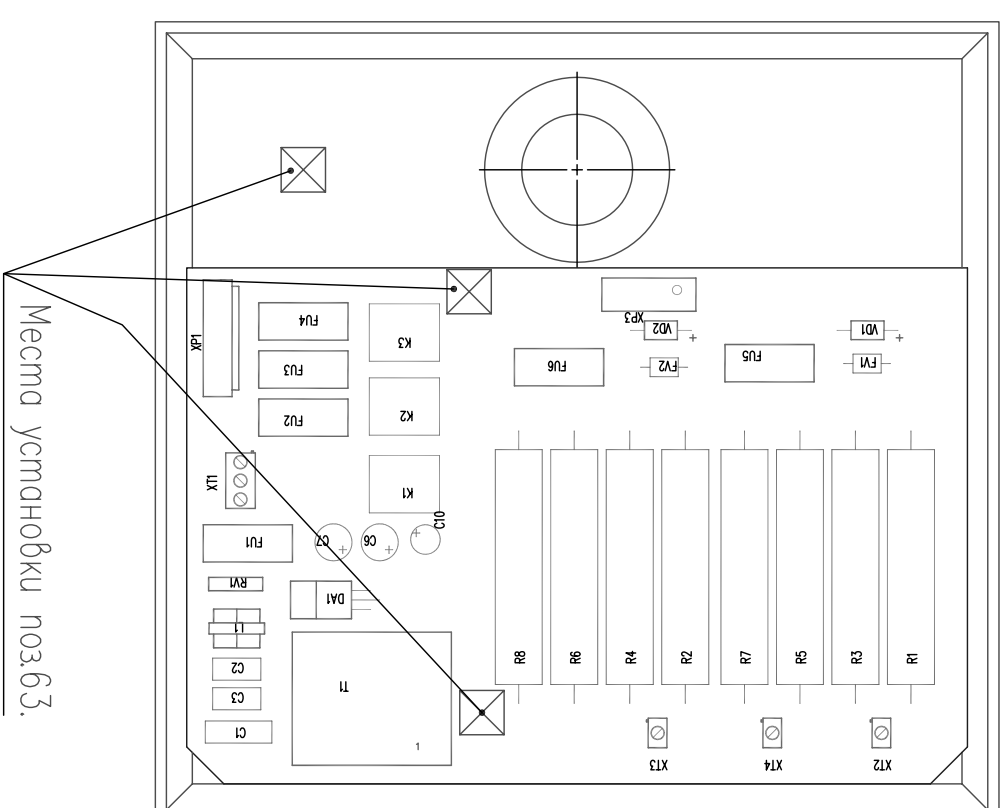 Места установки поз.63.
XP1
FU4
FU3
FU2
K3
K2
K1
XP3
VD2
+
VD1
+
FU6
FV2
FU5
FV1
XT1
FU1
C7
+
C6
+
+
C10
RV1
DA1
L1
C2
C3
C1
T1
1
R8
R6
R4
R2
R7
R5
R3
R1
XT3
XT4
XT2